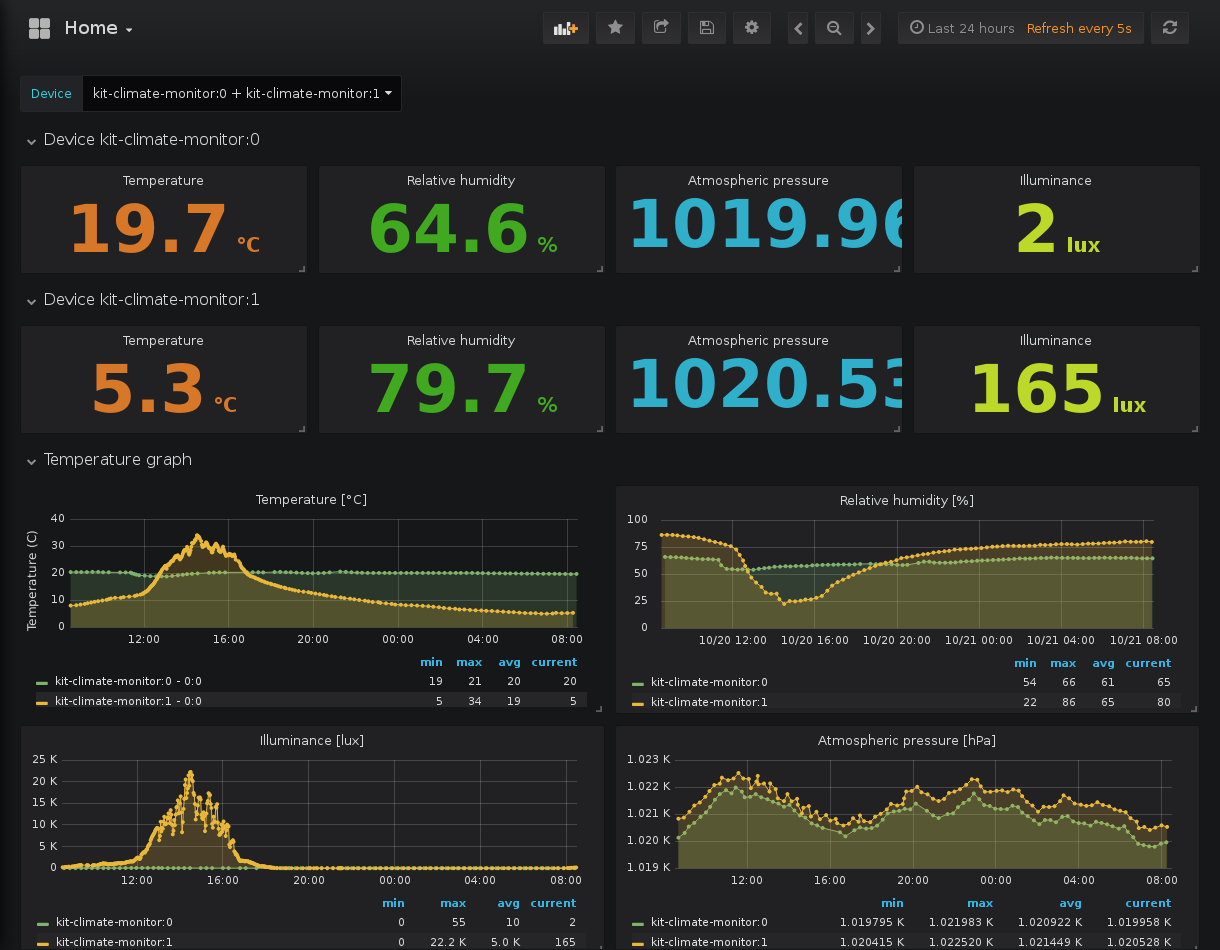 Home
Last 24 hours Refresh every 5s
Device kit-climate-monitor:0 + kit-climate-monitor:1
Device kit-climate-monitor:0
Temperature Relative humidity Atmospheric pressure Illuminance
19.7 °C 64.6 % 1019.96 2 lux
Device kit-climate-monitor:1
Temperature Relative humidity Atmospheric pressure Illuminance
5.3 °C 79.7 % 1020.53 165 lux
Temperature graph
Temperature [°C]
Temperature (C)
40
30
20
10
0
12:00 16:00 20:00 00:00 04:00 08:00
min max avg current
kit-climate-monitor:0 - 0:0 19 21 20 20
kit-climate-monitor:1 - 0:0 5 34 19 5
Relative humidity [%]
100
75
50
25
0
10/20 12:00 10/20 16:00 10/20 20:00 10/21 00:00 10/21 04:00 10/21 08:00
min max avg current
kit-climate-monitor:0 54 66 61 65
kit-climate-monitor:1 22 86 65 80
Illuminance [lux]
25 K
20 K
15 K
10 K
5 K
0
12:00 16:00 20:00 00:00 04:00 08:00
min max avg current
kit-climate-monitor:0 0 55 10 2
kit-climate-monitor:1 0 22.2 K 5.0 K 165
Atmospheric pressure [hPa]
1.023 K
1.022 K
1.021 K
1.020 K
1.019 K
12:00 16:00 20:00 00:00 04:00 08:00
min max avg current
kit-climate-monitor:0 1.019795 K 1.021983 K 1.020922 K 1.019958 K
kit-climate-monitor:1 1.020415 K 1.022520 K 1.021449 K 1.020528 K